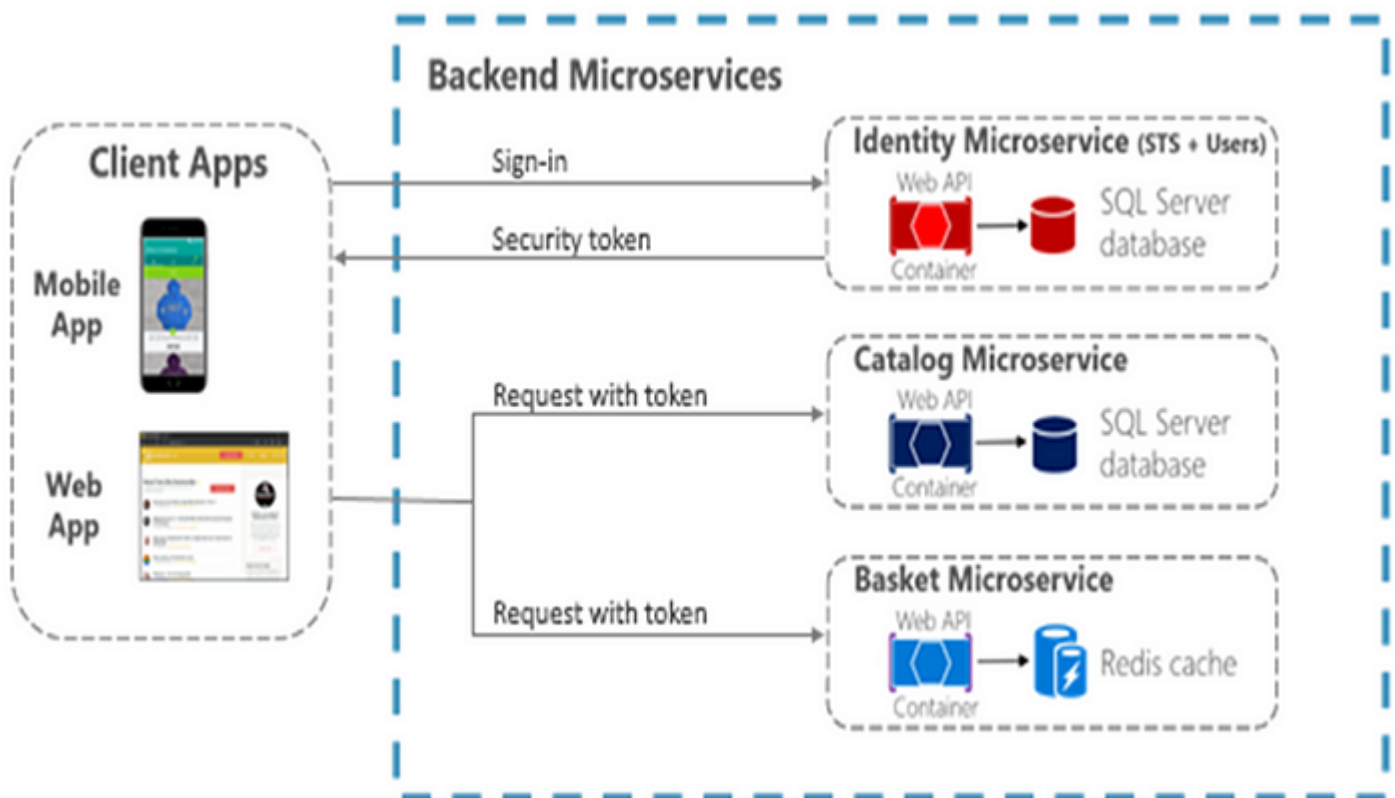 Backend Microservices
Client Apps
Mobile
App
Web
App
Sign-in
Security token
Request with token
Request with token
Identity Microservice (STS + Users)
Web API
Container
SQL Server
database
Catalog Microservice
Web API
Container
SQL Server
database
Basket Microservice
Web API
Container
Redis cache